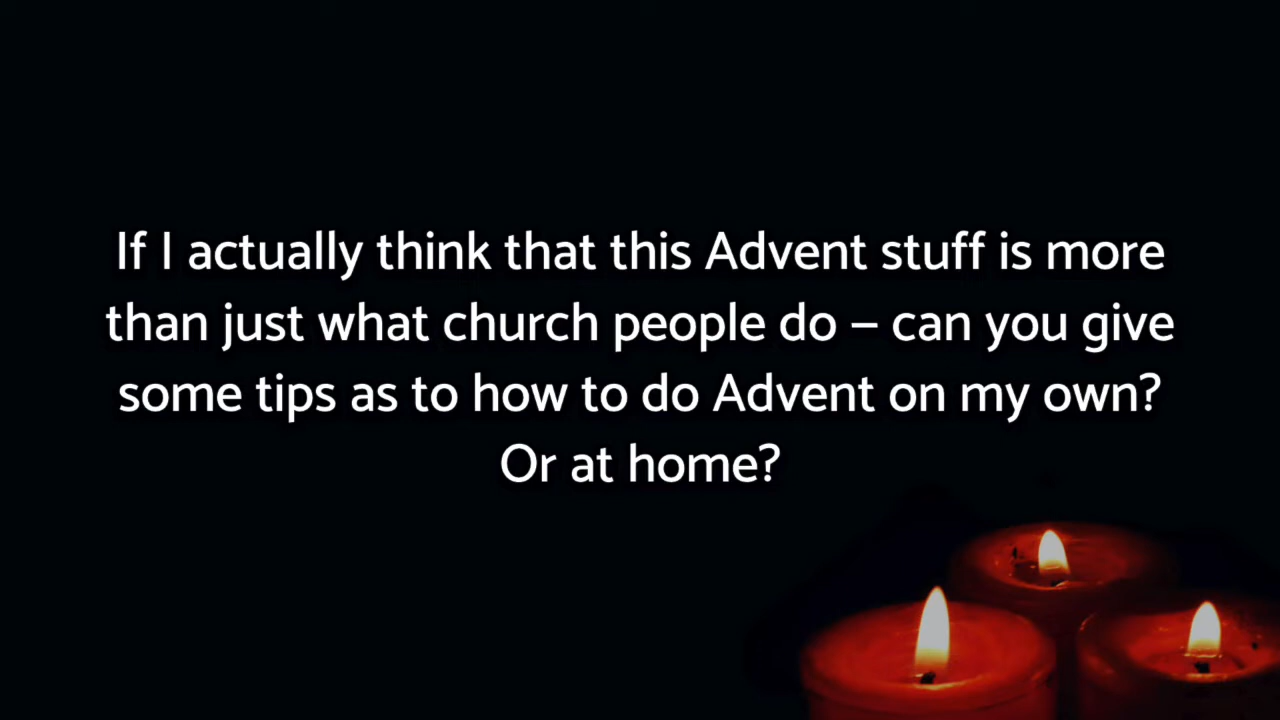 If I actually think that this Advent stuff is more
than just what church people do – can you give
some tips as to how to do Advent on my own?
Or at home?